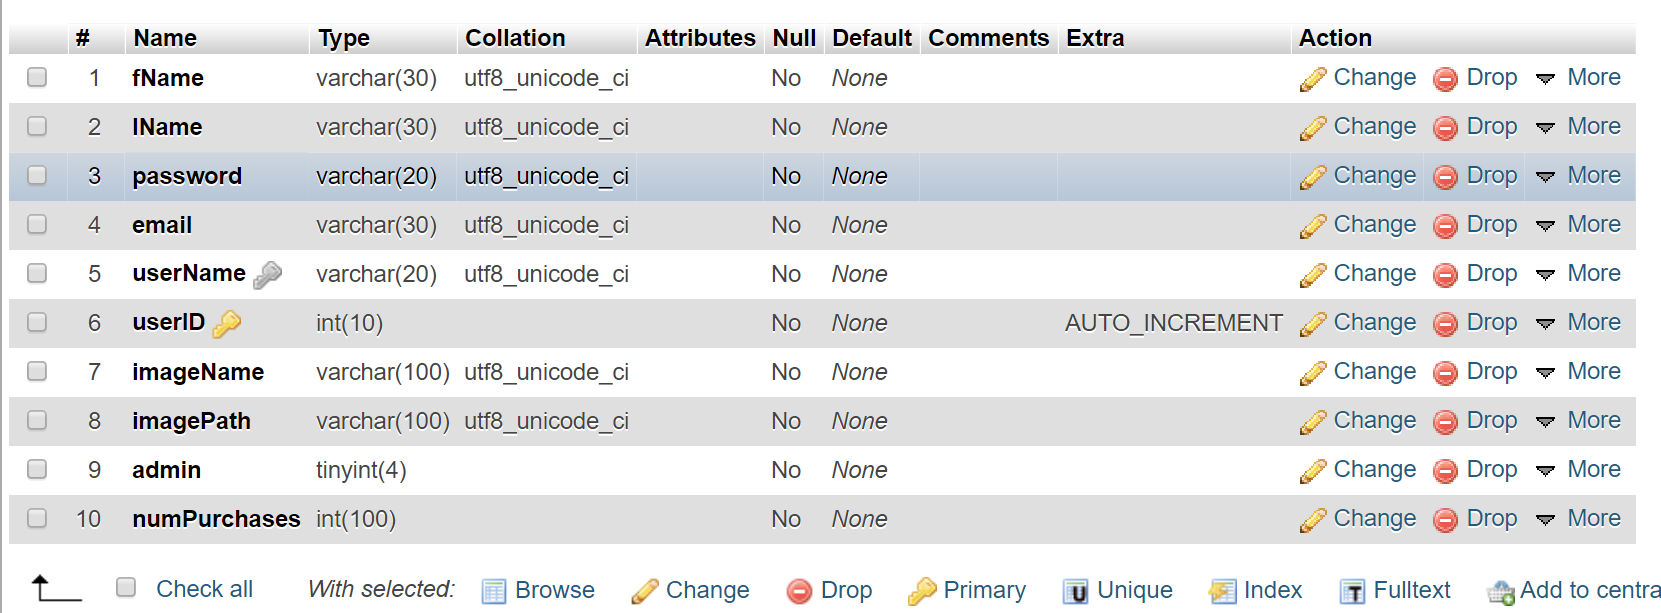 # Name Type Collation Attributes Null Default Comments Extra Action
1 fName varchar(30) utf8_unicode_ci No None Change Drop More
2 lName varchar(30) utf8_unicode_ci No None Change Drop More
3 password varchar(20) utf8_unicode_ci No None Change Drop More
4 email varchar(30) utf8_unicode_ci No None Change Drop More
5 userName varchar(20) utf8_unicode_ci No None Change Drop More
6 userID int(10) No None AUTO_INCREMENT Change Drop More
7 imageName varchar(100) utf8_unicode_ci No None Change Drop More
8 imagePath varchar(100) utf8_unicode_ci No None Change Drop More
9 admin tinyint(4) No None Change Drop More
10 numPurchases int(100) No None Change Drop More
Check all With selected: Browse Change Drop Primary U Unique Index T Fulltext Add to centra